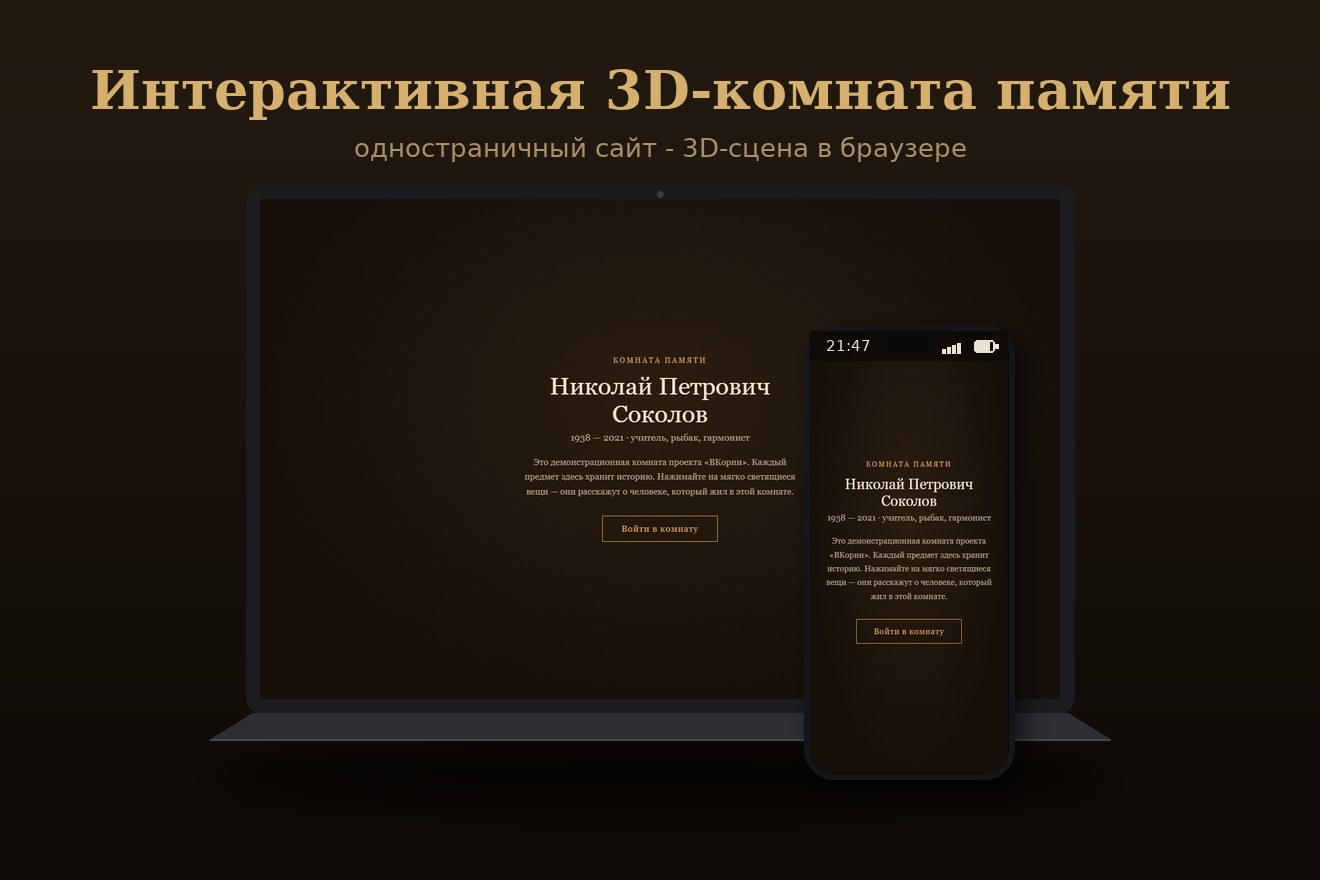 Интерактивная 3D-комната памяти
одностраничный сайт - 3D-сцена в браузере
КОМНАТА ПАМЯТИ
Николай Петрович
Соколов
1938 — 2021 · учитель, рыбак, гармонист
Это демонстрационная комната проекта «ВКорни». Каждый
предмет здесь хранит историю. Нажимайте на мягко светящиеся
вещи — они расскажут о человеке, который жил в этой комнате.
Войти в комнату
21:47
КОМНАТА ПАМЯТИ
Николай Петрович
Соколов
1938 — 2021 · учитель, рыбак, гармонист
Это демонстрационная комната проекта
«ВКорни». Каждый предмет здесь хранит
историю. Нажимайте на мягко светящиеся
вещи — они расскажут о человеке, который
жил в этой комнате.
Войти в комнату